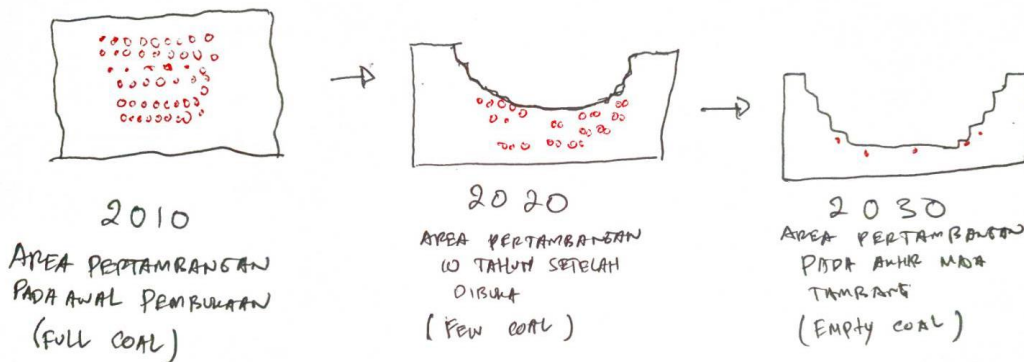 2010
AREA PERTAMBANGAN
PADA AWAL PEMBUKAAN
(FULL COAL)
2020
AREA PERTAMBANGAN
10 TAHUN SETELAH
DIBUKA
(FEW COAL)
2030
AREA PERTAMBANGAN
PADA AKHIR MASA
TAMBANG
(EMPTY COAL)